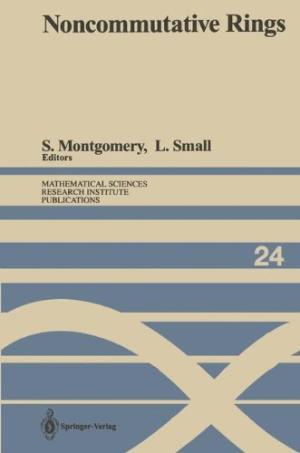 Noncommutative Rings
S. Montgomery, L. Small
Editors
MATHEMATICAL SCIENCES
RESEARCH INSTITUTE
PUBLICATIONS
24
Springer-Verlag